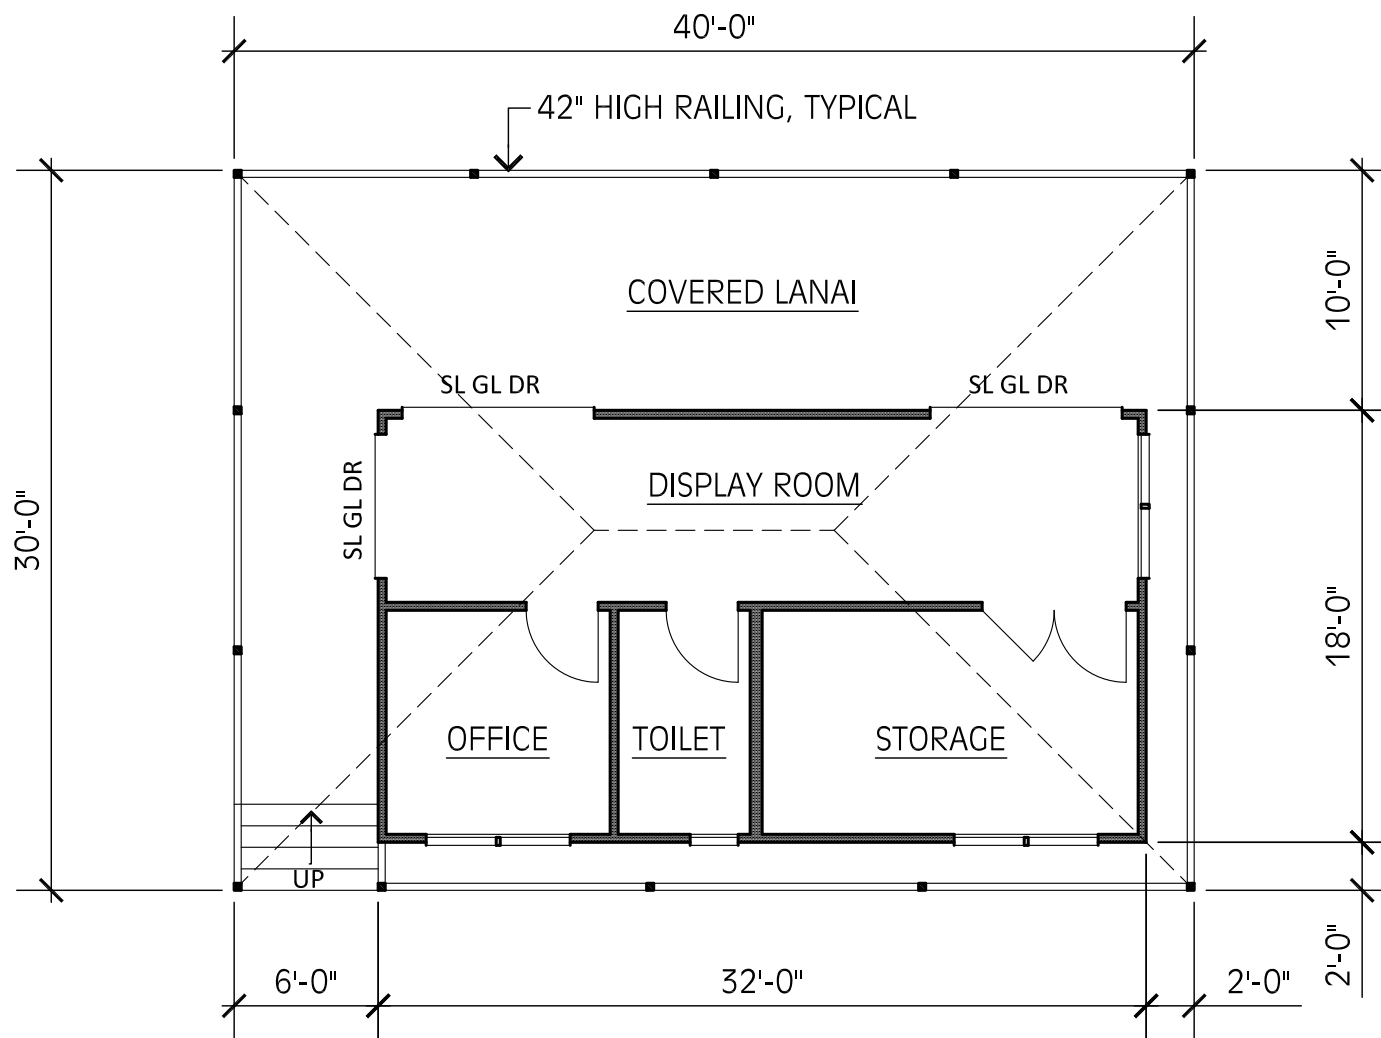 40'-0"
42" HIGH RAILING, TYPICAL
COVERED LANAI
10'-0"
SL GL DR
SL GL DR
DISPLAY ROOM
SL GL DR
30'-0"
18'-0"
OFFICE
TOILET
STORAGE
UP
2'-0"
6'-0"
32'-0"
2'-0"